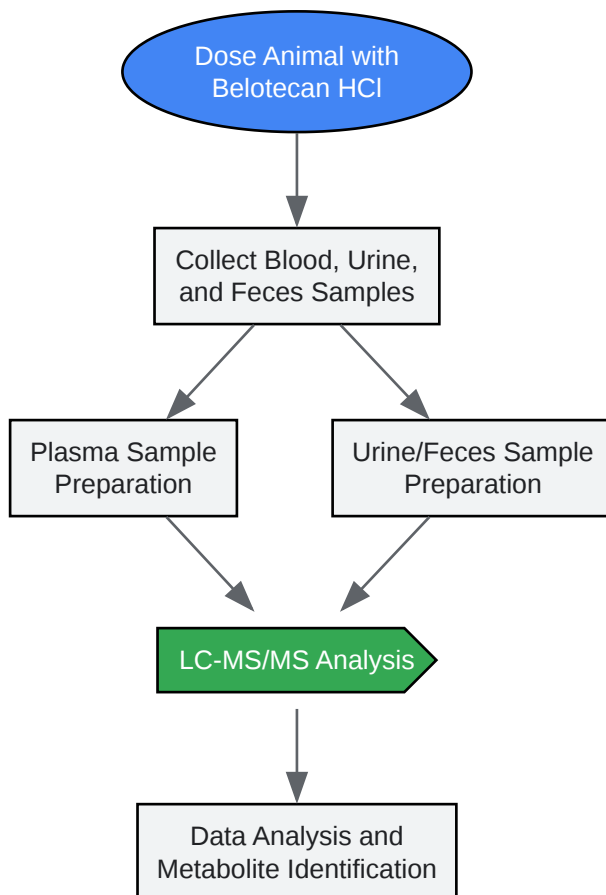 Dose Animal with
Belotecan HCl
Collect Blood, Urine,
and Feces Samples
Plasma Sample
Preparation
Urine/Feces Sample
Preparation
LC-MS/MS Analysis
Data Analysis and
Metabolite Identification